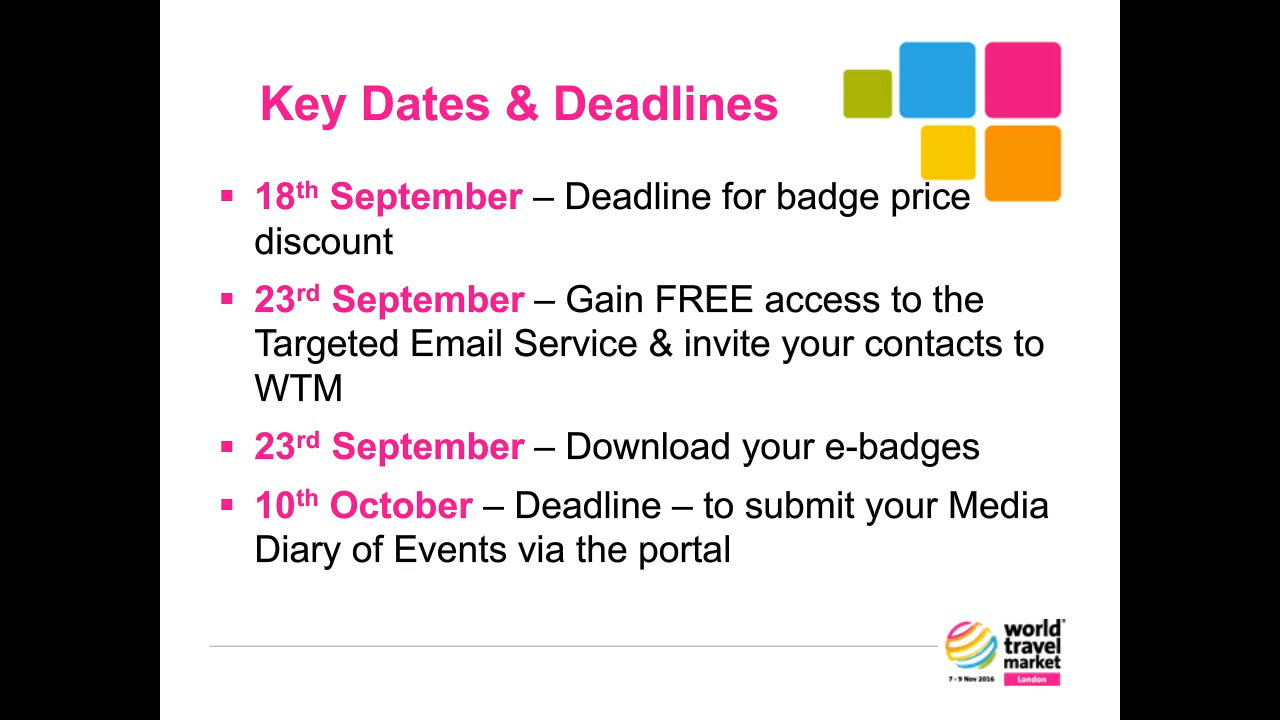 Key Dates & Deadlines
▪ 18th September – Deadline for badge price
discount
▪ 23rd September – Gain FREE access to the
Targeted Email Service & invite your contacts to
WTM
▪ 23rd September – Download your e-badges
▪ 10th October – Deadline – to submit your Media
Diary of Events via the portal
world
travel
market
7 - 9 Nov 2016
London